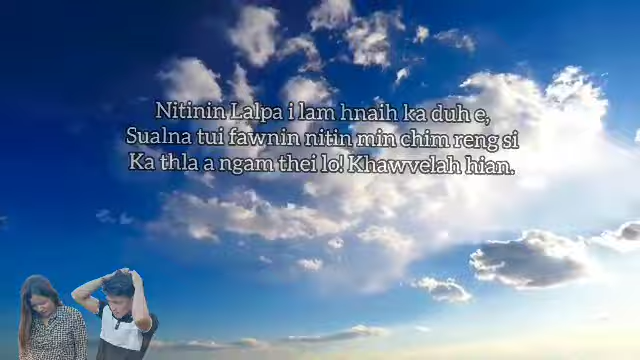 Nitinin Lalpa i lam hnaih ka duh e,
Sualna tui fawnin nitin min chim reng si
Ka thla a ngam thei lo! Khawvelah hian.